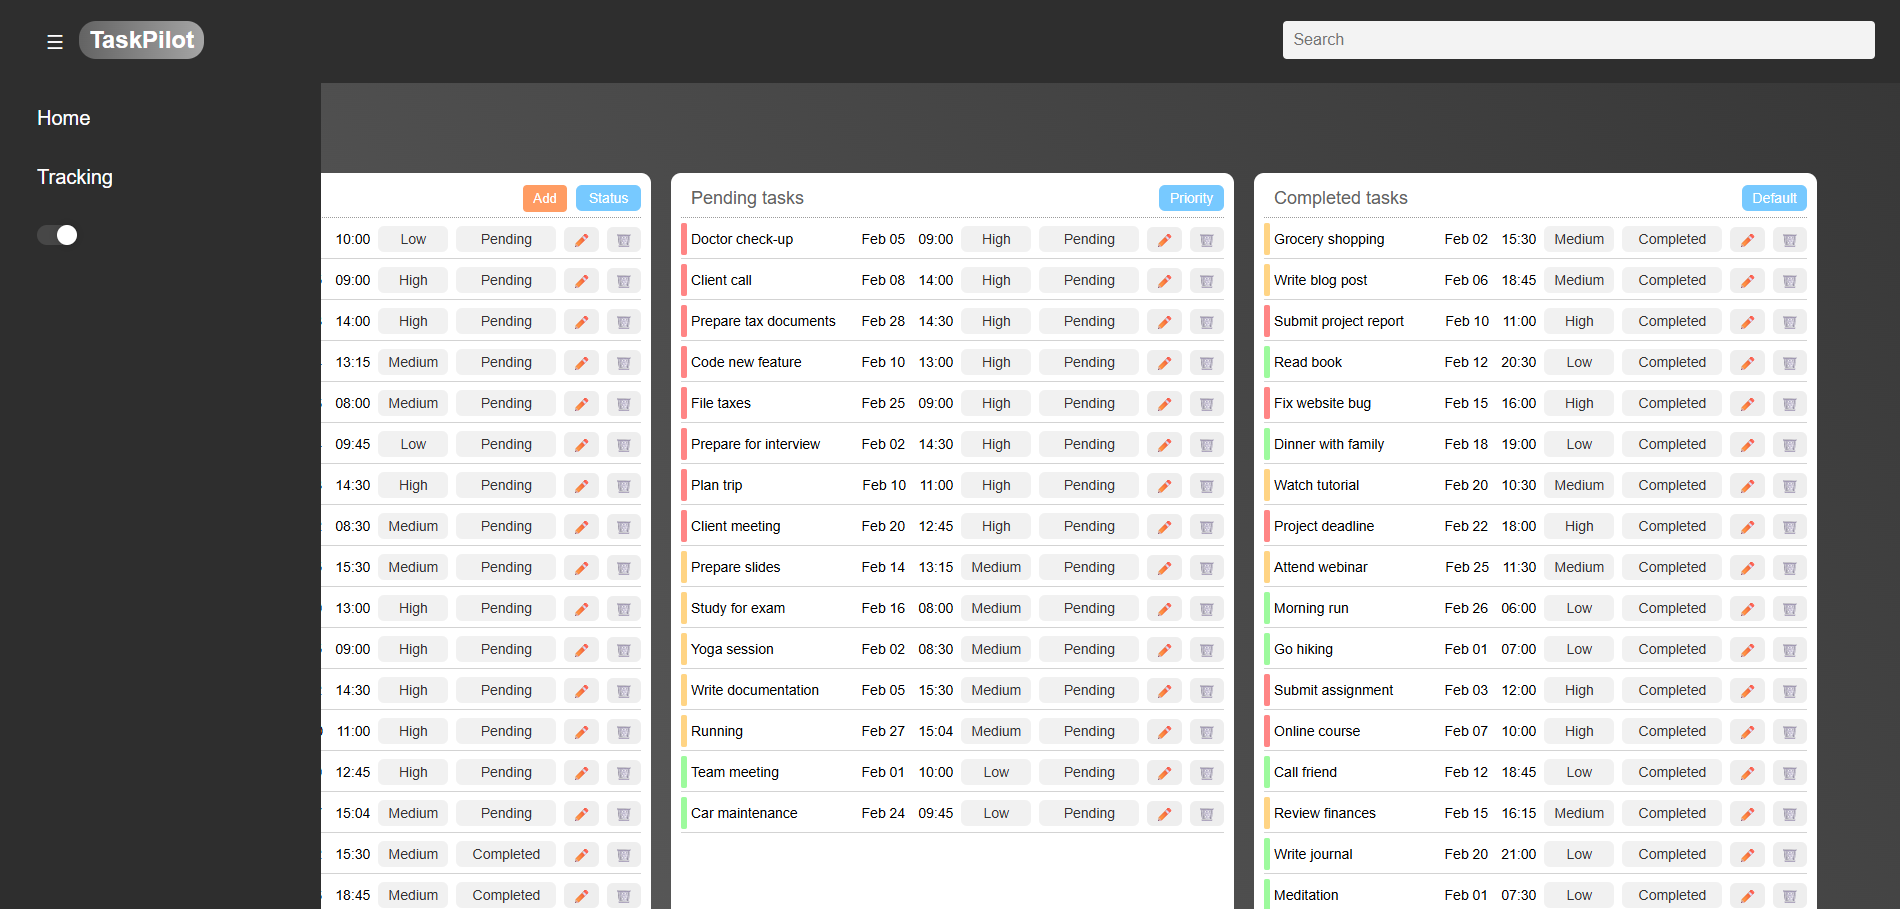 ☰ TaskPilot
Search
Home
Tracking
Add Status
10:00 Low Pending
09:00 High Pending
14:00 High Pending
13:15 Medium Pending
08:00 Medium Pending
09:45 Low Pending
14:30 High Pending
08:30 Medium Pending
15:30 Medium Pending
13:00 High Pending
09:00 High Pending
14:30 High Pending
11:00 High Pending
12:45 High Pending
15:04 Medium Pending
15:30 Medium Completed
18:45 Medium Completed
Pending tasks Priority
Doctor check-up Feb 05 09:00 High Pending
Client call Feb 08 14:00 High Pending
Prepare tax documents Feb 28 14:30 High Pending
Code new feature Feb 10 13:00 High Pending
File taxes Feb 25 09:00 High Pending
Prepare for interview Feb 02 14:30 High Pending
Plan trip Feb 10 11:00 High Pending
Client meeting Feb 20 12:45 High Pending
Prepare slides Feb 14 13:15 Medium Pending
Study for exam Feb 16 08:00 Medium Pending
Yoga session Feb 02 08:30 Medium Pending
Write documentation Feb 05 15:30 Medium Pending
Running Feb 27 15:04 Medium Pending
Team meeting Feb 01 10:00 Low Pending
Car maintenance Feb 24 09:45 Low Pending
Completed tasks Default
Grocery shopping Feb 02 15:30 Medium Completed
Write blog post Feb 06 18:45 Medium Completed
Submit project report Feb 10 11:00 High Completed
Read book Feb 12 20:30 Low Completed
Fix website bug Feb 15 16:00 High Completed
Dinner with family Feb 18 19:00 Low Completed
Watch tutorial Feb 20 10:30 Medium Completed
Project deadline Feb 22 18:00 High Completed
Attend webinar Feb 25 11:30 Medium Completed
Morning run Feb 26 06:00 Low Completed
Go hiking Feb 01 07:00 Low Completed
Submit assignment Feb 03 12:00 High Completed
Online course Feb 07 10:00 High Completed
Call friend Feb 12 18:45 Low Completed
Review finances Feb 15 16:15 Medium Completed
Write journal Feb 20 21:00 Low Completed
Meditation Feb 01 07:30 Low Completed